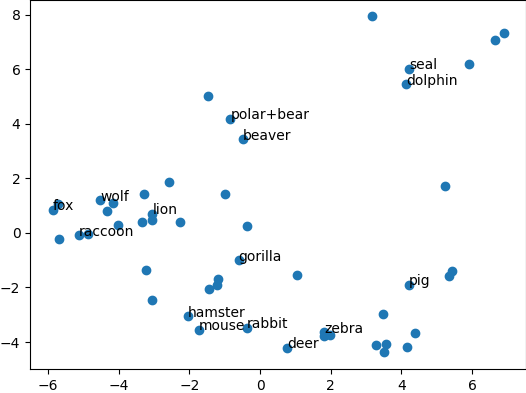 8
6
4
2
0
−2
−4
seal
dolphin
polar+bear
beaver
wolf
fox
lion
raccoon
gorilla
pig
hamster
mouse
rabbit
zebra
deer
−6 −4 −2 0 2 4 6